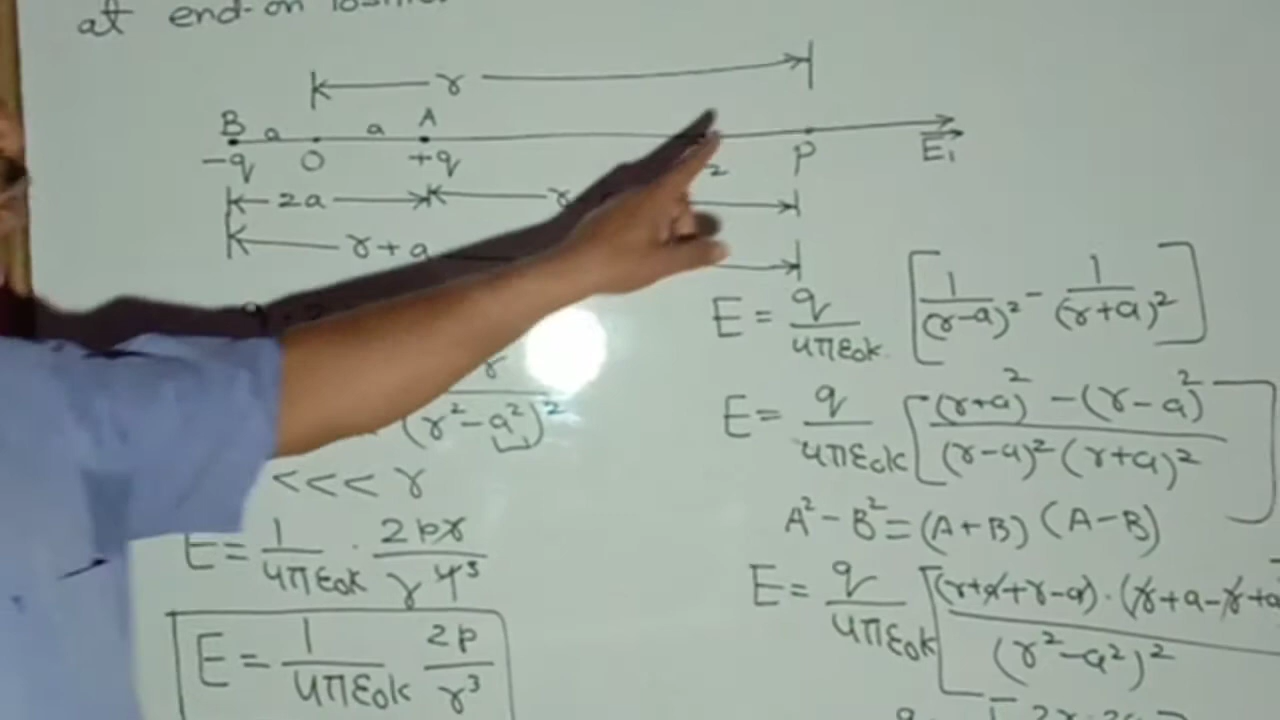 at end-on
r
B a a A
-q O +q P E₁
2a r
r+a
E = q/4πε₀k [1/(r-a)² - 1/(r+a)²]
E = q/4πε₀k [(r+a)² - (r-a)²/(r-a)² (r+a)²]
A² - B² = (A+B) (A-B)
E = q/4πε₀k [(r+a+r-a) · (r+a-r+a/(r²-a²)²
(r²-a²)²
<<< r
E = 1/4πε₀k · 2pr/r⁴³
E = 1/4πε₀k 2p/r³